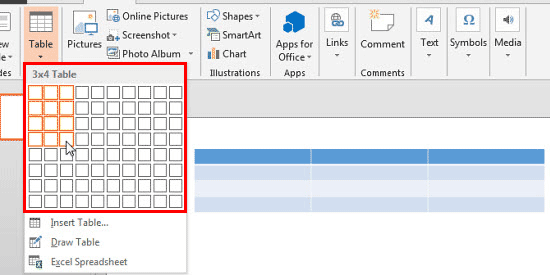 Table
Pictures
Online Pictures
Screenshot
Photo Album
Shapes
SmartArt
Chart
Illustrations
Apps for
Office
Apps
Links
Comment
Comments
Text
Symbols
Media
3x4 Table
Insert Table...
Draw Table
Excel Spreadsheet